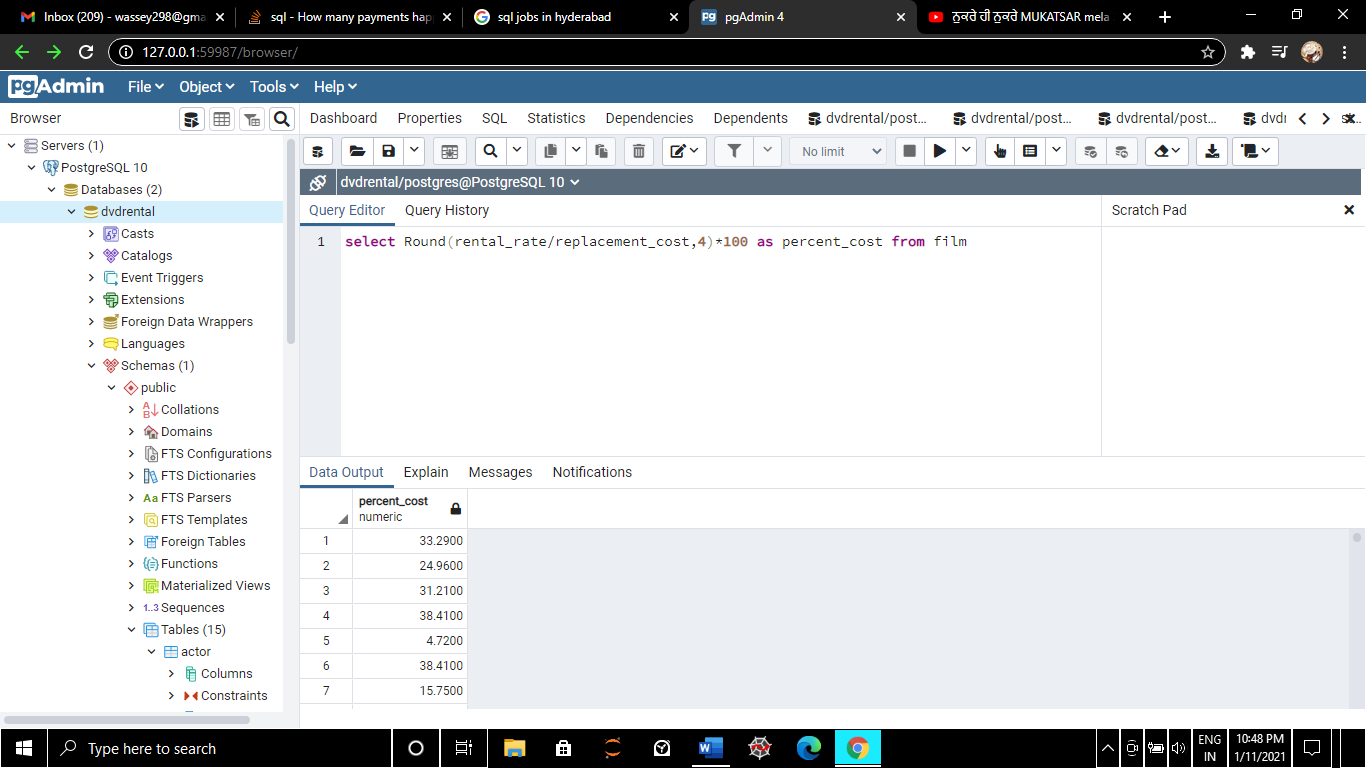 Inbox (209) - wassey298@gma
sql - How many payments hap
sql jobs in hyderabad
pgAdmin 4
ਨੁਕਰੇ ਹੀ ਨੁਕਰੇ MUKATSAR mela
127.0.0.1:59987/browser/
pgAdmin File Object Tools Help
Browser
Dashboard Properties SQL Statistics Dependencies Dependents dvdrental/post... dvdrental/post... dvdrental/post... dvdr
Servers (1)
PostgreSQL 10
Databases (2)
dvdrental
Casts
Catalogs
Event Triggers
Extensions
Foreign Data Wrappers
Languages
Schemas (1)
public
Collations
Domains
FTS Configurations
FTS Dictionaries
FTS Parsers
FTS Templates
Foreign Tables
Functions
Materialized Views
1..3 Sequences
Tables (15)
actor
Columns
Constraints
No limit
dvdrental/postgres@PostgreSQL 10
Query Editor Query History
Scratch Pad
1 select Round(rental_rate/replacement_cost,4)*100 as percent_cost from film
Data Output Explain Messages Notifications
percent_cost
numeric
1 33.2900
2 24.9600
3 31.2100
4 38.4100
5 4.7200
6 38.4100
7 15.7500
Type here to search
ENG
IN
10:48 PM
1/11/2021